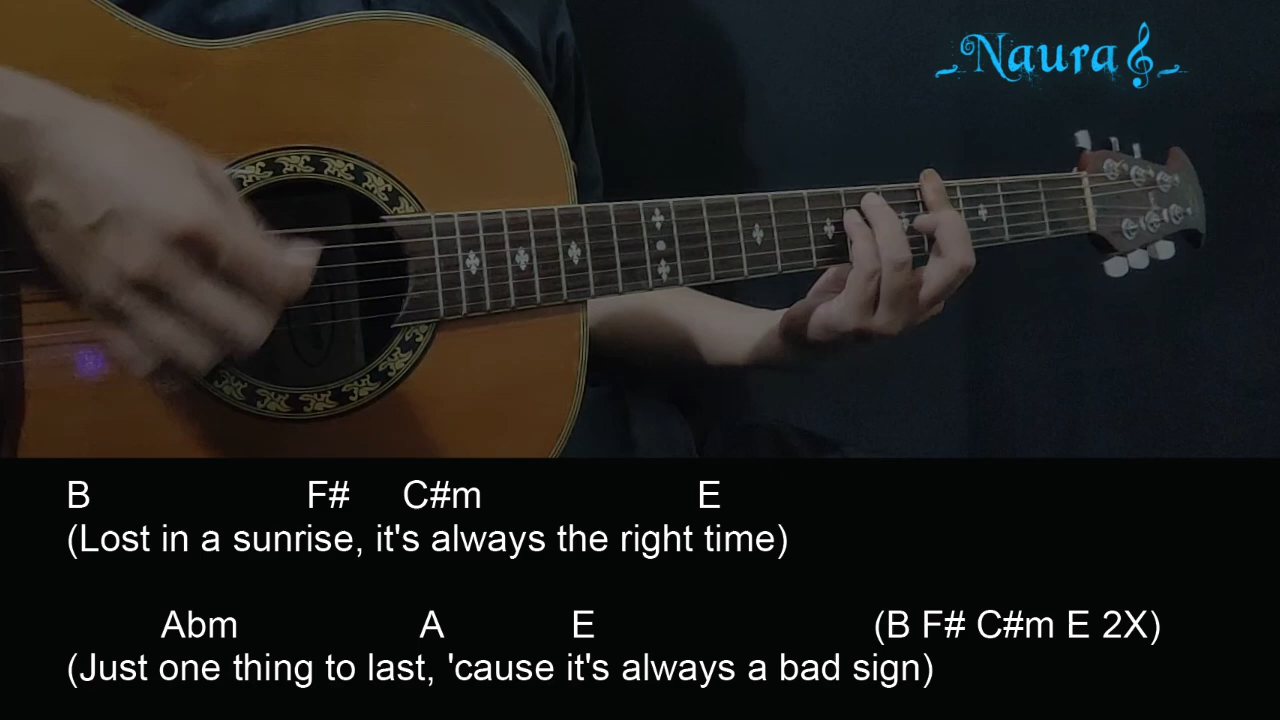 Naura
B F# C#m E
(Lost in a sunrise, it's always the right time)
Abm A E (B F# C#m E 2X)
(Just one thing to last, 'cause it's always a bad sign)